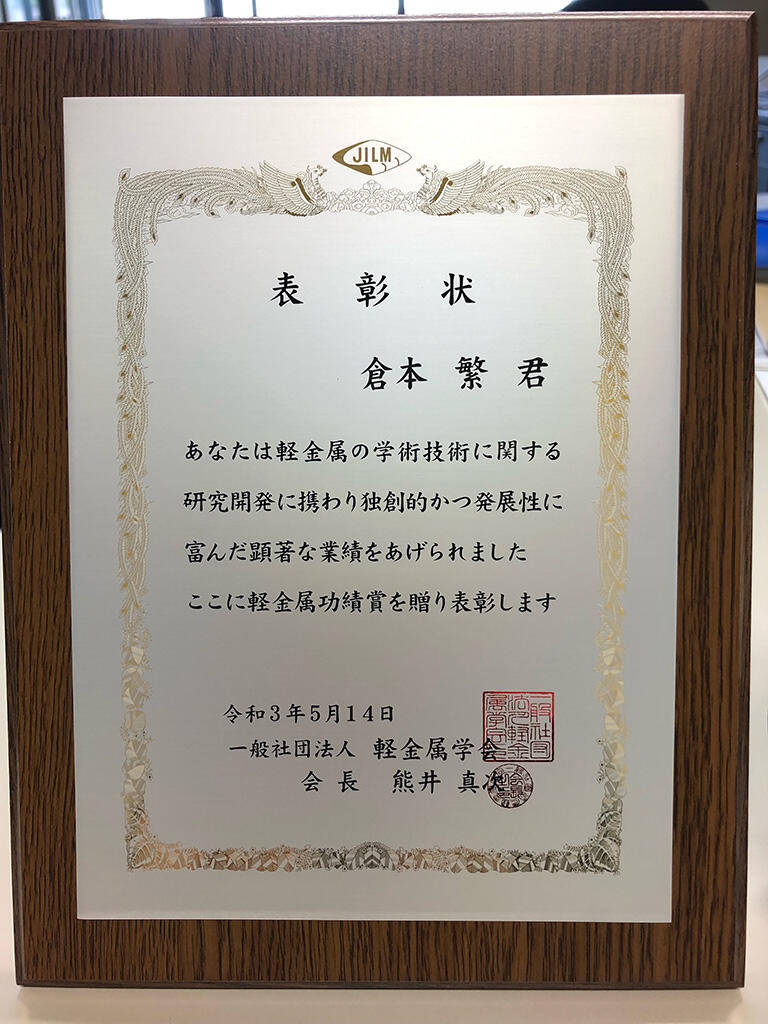 JILM
表彰状
倉本 繁 君
あなたは軽金属の学術技術に関する
研究開発に携わり独創的かつ発展性に
富んだ顕著な業績をあげられました
ここに軽金属功績賞を贈り表彰します
令和3年5月14日
一般社団法人 軽金属学会
会長 熊井 真次